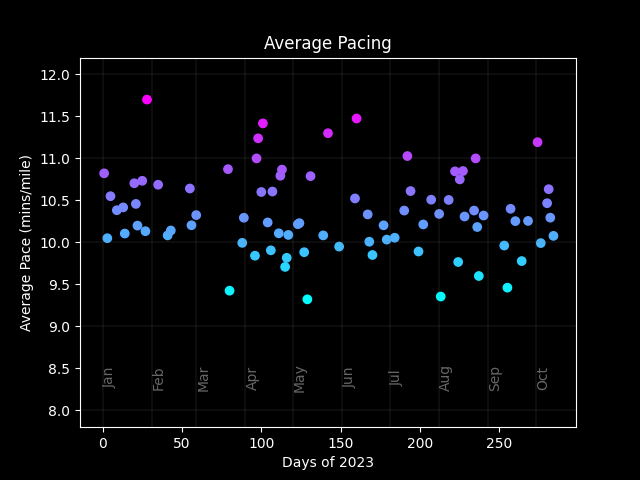 Average Pacing
12.0
11.5
11.0
10.5
10.0
9.5
9.0
8.5
8.0
Average Pace (mins/mile)
Jan
Feb
Mar
Apr
May
Jun
Jul
Aug
Sep
Oct
0 50 100 150 200 250
Days of 2023